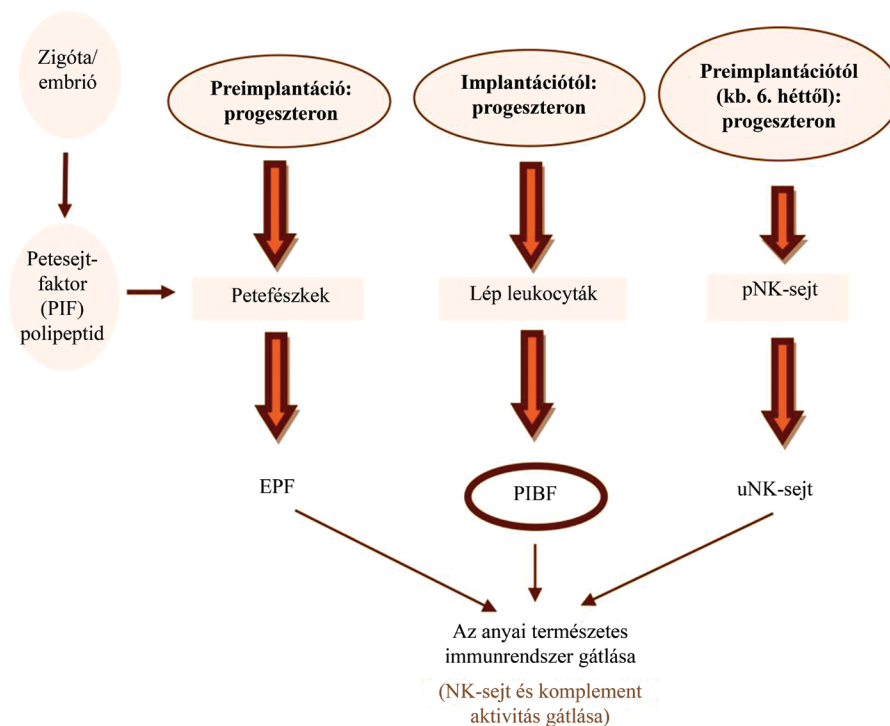 Zigóta/
embrió
Preimplantáció:
progeszteron
Implantációtól:
progeszteron
Preimplantációtól
(kb. 6. héttől):
progeszteron
Petesejt-
faktor
(PIF)
polipeptid
Petefészkek
Lép leukocyták
pNK-sejt
EPF
PIBF
uNK-sejt
Az anyai természetes
immunrendszer gátlása
(NK-sejt és komplement
aktivitás gátlása)